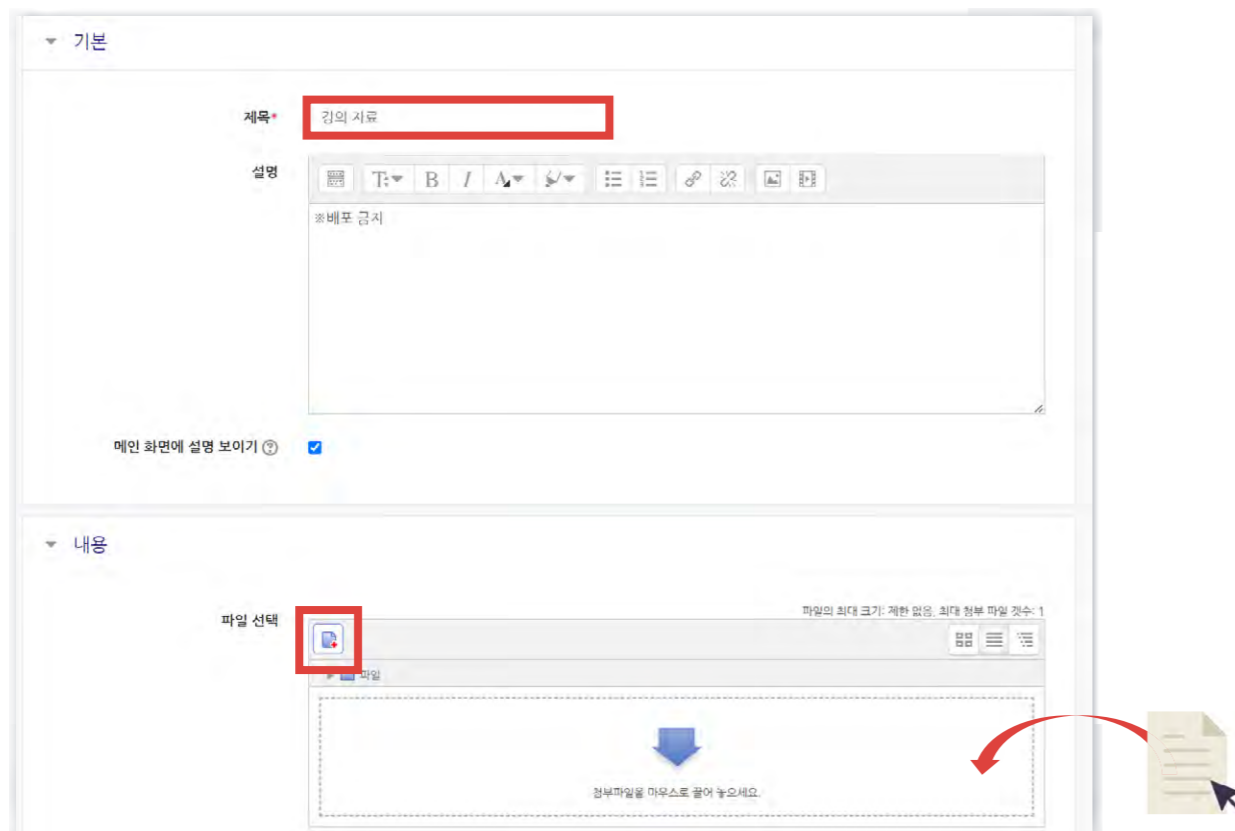 기본
제목*
강의 자료
설명
※배포 금지
메인 화면에 설명 보이기
내용
파일의 최대 크기: 제한 없음, 최대 첨부 파일 갯수: 1
파일 선택
파일
첨부파일을 마우스로 끌어 놓으세요.